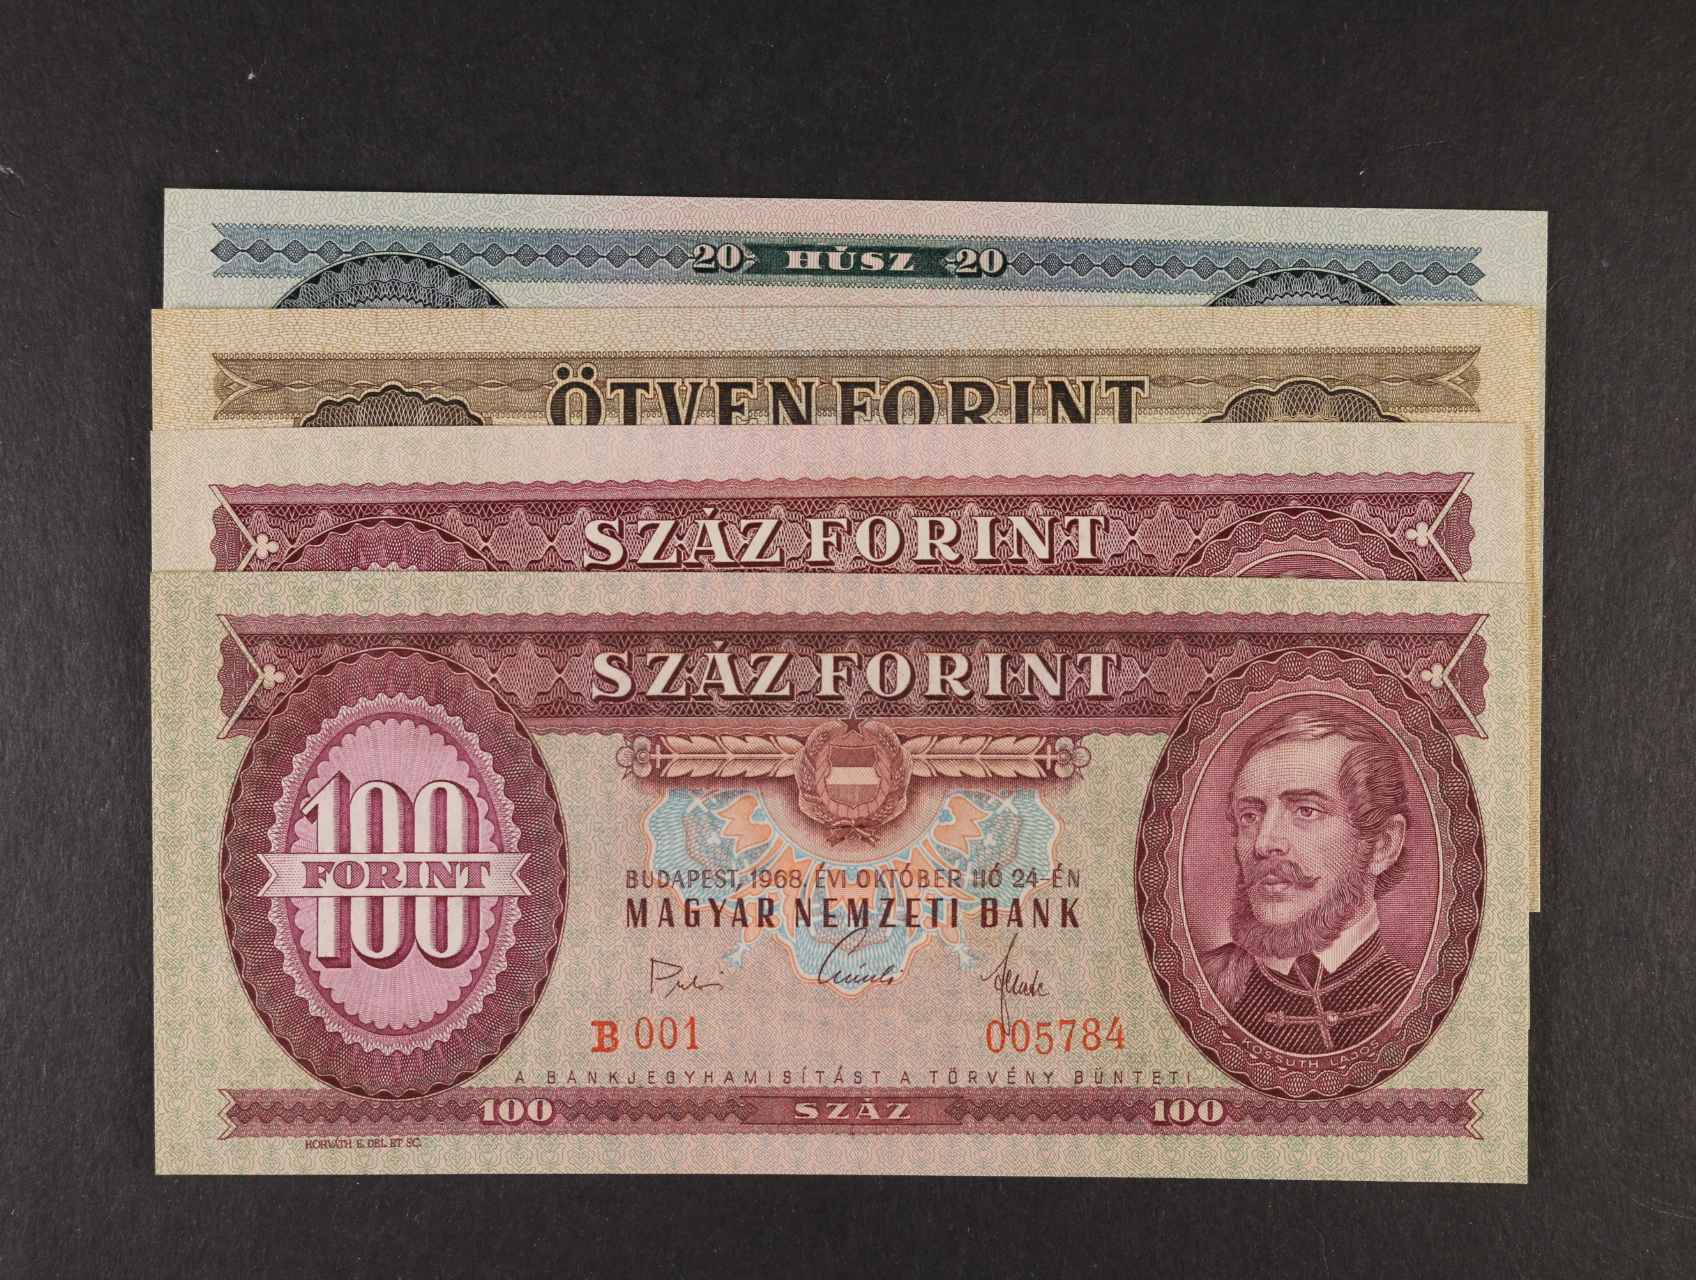 20 HÚSZ 20
ÖTVEN FORINT
SZÁZ FORINT
SZÁZ FORINT
100
FORINT
BUDAPEST, 1968. ÉVI OKTÓBER HÓ 24-ÉN
MAGYAR NEMZETI BANK
B 001 005784
KOSSUTH LAJOS
A BANKJEGYHAMISÍTÁST A TÖRVÉNY BÜNTETI
100 SZÁZ 100
HORVÁTH E. DEL. ET SC.